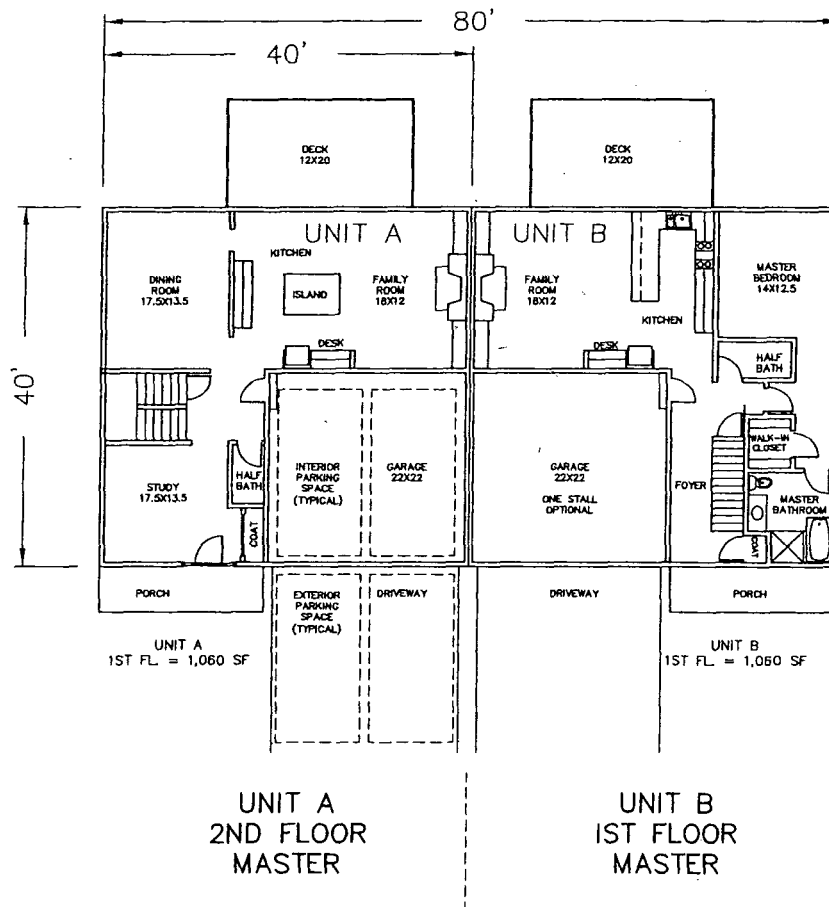 80'
40'
DECK
12X20
DECK
12X20
UNIT A
UNIT B
40'
KITCHEN
DINING
ROOM
17.5X13.5
ISLAND
FAMILY
ROOM
18X12
FAMILY
ROOM
18X12
KITCHEN
MASTER
BEDROOM
14X12.5
DESK
DESK
HALF
BATH
WALK-IN
CLOSET
STUDY
17.5X13.5
HALF
BATH
COAT
INTERIOR
PARKING
SPACE
(TYPICAL)
GARAGE
22X22
GARAGE
22X22
ONE STALL
OPTIONAL
FOYER
MASTER
BATHROOM
COAT
PORCH
EXTERIOR
PARKING
SPACE
(TYPICAL)
DRIVEWAY
DRIVEWAY
PORCH
UNIT A
1ST FL. = 1,060 SF
UNIT B
1ST FL. = 1,060 SF
UNIT A
2ND FLOOR
MASTER
UNIT B
1ST FLOOR
MASTER